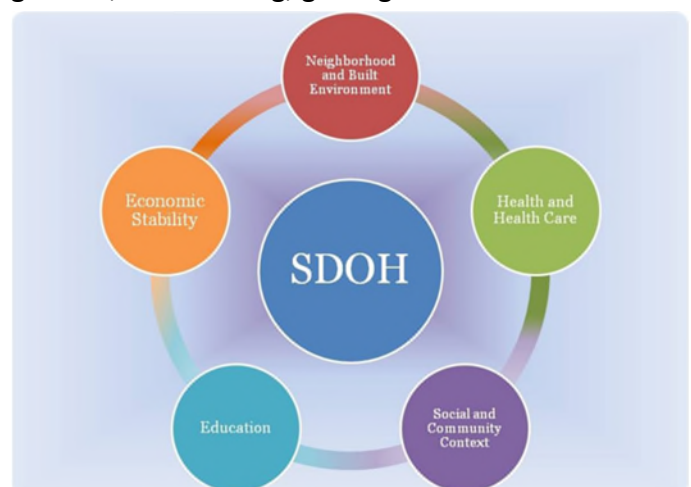 Neighborhood
and Built
Environment
Economic
Stability
Health and
Health Care
SDOH
Education
Social and
Community
Context